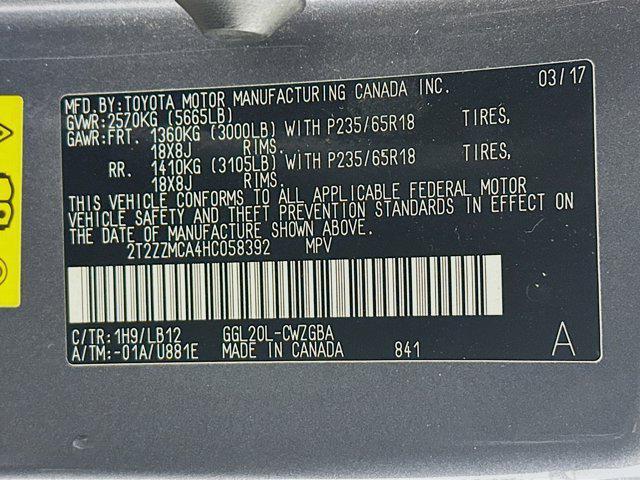 MFD.BY:TOYOTA MOTOR MANUFACTURING CANADA INC. 03/17
GVWR:2570KG (5665LB)
GAWR:FRT. 1360KG (3000LB) WITH P235/65R18 TIRES,
18X8J RIMS.
RR. 1410KG (3105LB) WITH P235/65R18 TIRES,
18X8J RIMS.
THIS VEHICLE CONFORMS TO ALL APPLICABLE FEDERAL MOTOR
VEHICLE SAFETY AND THEFT PREVENTION STANDARDS IN EFFECT ON
THE DATE OF MANUFACTURE SHOWN ABOVE.
2T2ZZMCA4HC058392 MPV
C/TR:1H9/LB12 GGL20L-CWZGBA
A/TM:-01A/U881E MADE IN CANADA 841 A